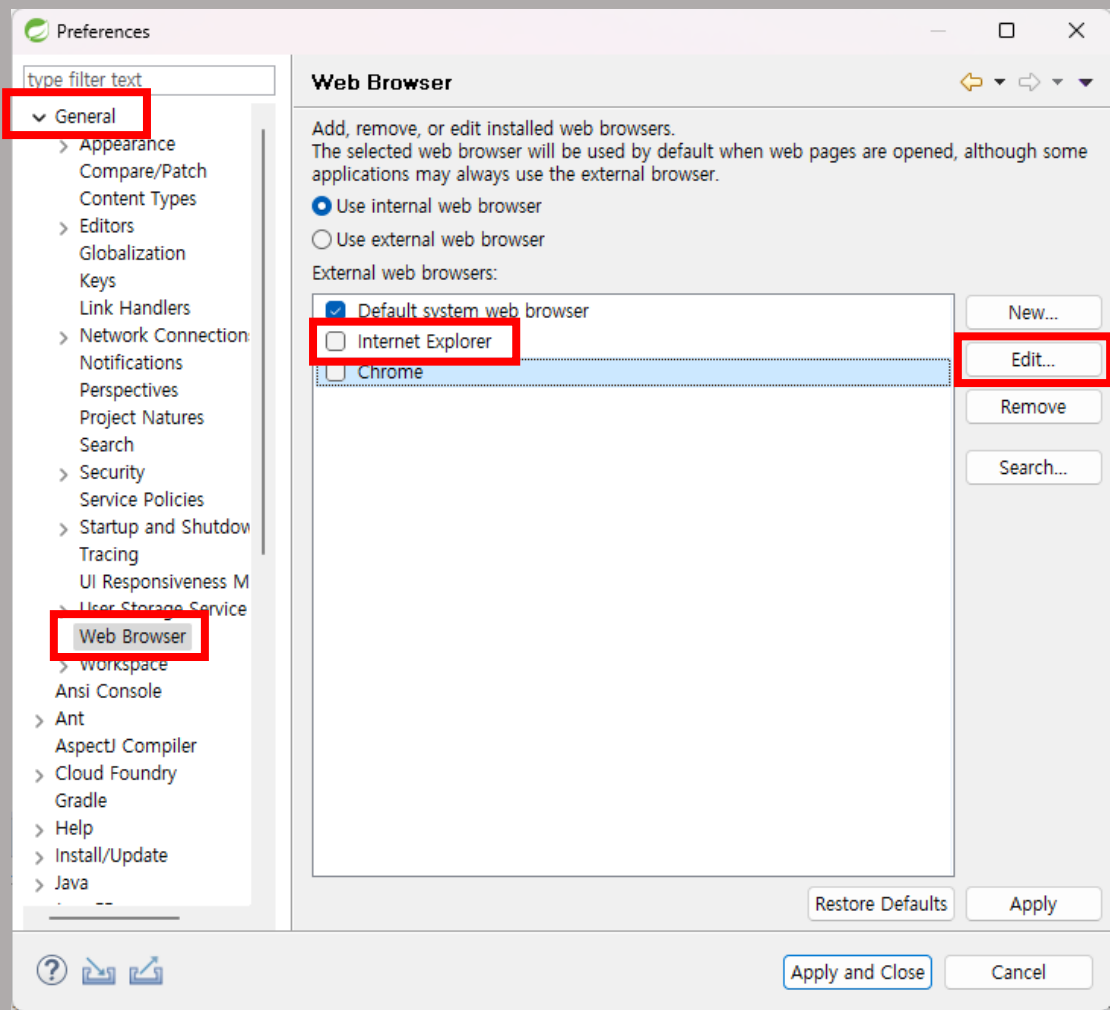 Preferences
type filter text
General
Appearance
Compare/Patch
Content Types
Editors
Globalization
Keys
Link Handlers
Network Connection
Notifications
Perspectives
Project Natures
Search
Security
Service Policies
Startup and Shutdow
Tracing
UI Responsiveness M
User Storage Service
Web Browser
Workspace
Ansi Console
Ant
AspectJ Compiler
Cloud Foundry
Gradle
Help
Install/Update
Java
Web Browser
Add, remove, or edit installed web browsers.
The selected web browser will be used by default when web pages are opened, although some
applications may always use the external browser.
Use internal web browser
Use external web browser
External web browsers:
Default system web browser
Internet Explorer
Chrome
New...
Edit...
Remove
Search...
Restore Defaults
Apply
Apply and Close
Cancel